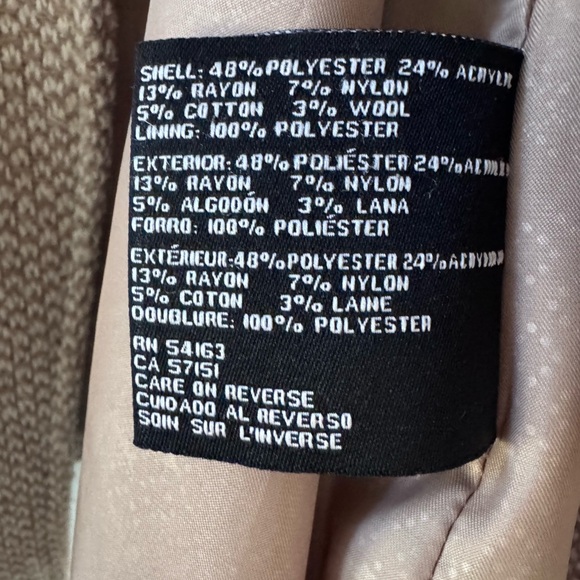 SHELL: 48% POLYESTER 24% ACRYLIC
13% RAYON 7% NYLON
5% COTTON 3% WOOL
LINING: 100% POLYESTER
EXTERIOR: 48% POLIÉSTER 24%
13% RAYON 7% NYLON
5% ALGODÓN 3% LANA
FORRO: 100% POLIÉSTER
EXTÉRIEUR: 48% POLYESTER 24%
13% RAYON 7% NYLON
5% COTON 3% LAINE
DOUBLURE: 100% POLYESTER
RN 54163
CA 57151
CARE ON REVERSE
CUIDADO AL REVERSO
SOIN SUR L'INVERSE